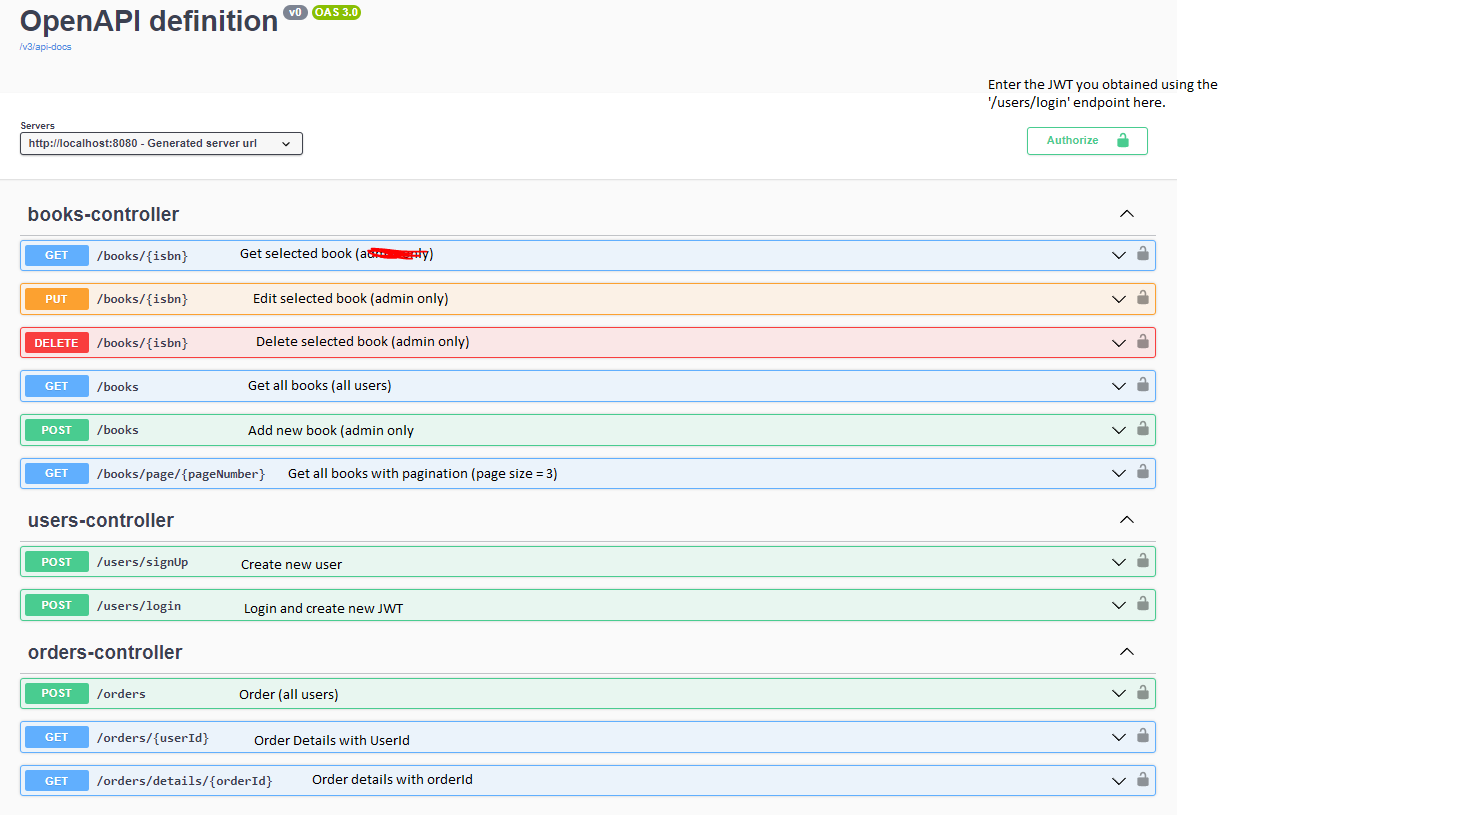 OpenAPI definition v0 OAS 3.0
/v3/api-docs
Enter the JWT you obtained using the
'/users/login' endpoint here.
Servers
http://localhost:8080 - Generated server url
Authorize
books-controller
GET /books/{isbn} Get selected book
PUT /books/{isbn} Edit selected book (admin only)
DELETE /books/{isbn} Delete selected book (admin only)
GET /books Get all books (all users)
POST /books Add new book (admin only
GET /books/page/{pageNumber} Get all books with pagination (page size = 3)
users-controller
POST /users/signUp Create new user
POST /users/login Login and create new JWT
orders-controller
POST /orders Order (all users)
GET /orders/{userId} Order Details with UserId
GET /orders/details/{orderId} Order details with orderId